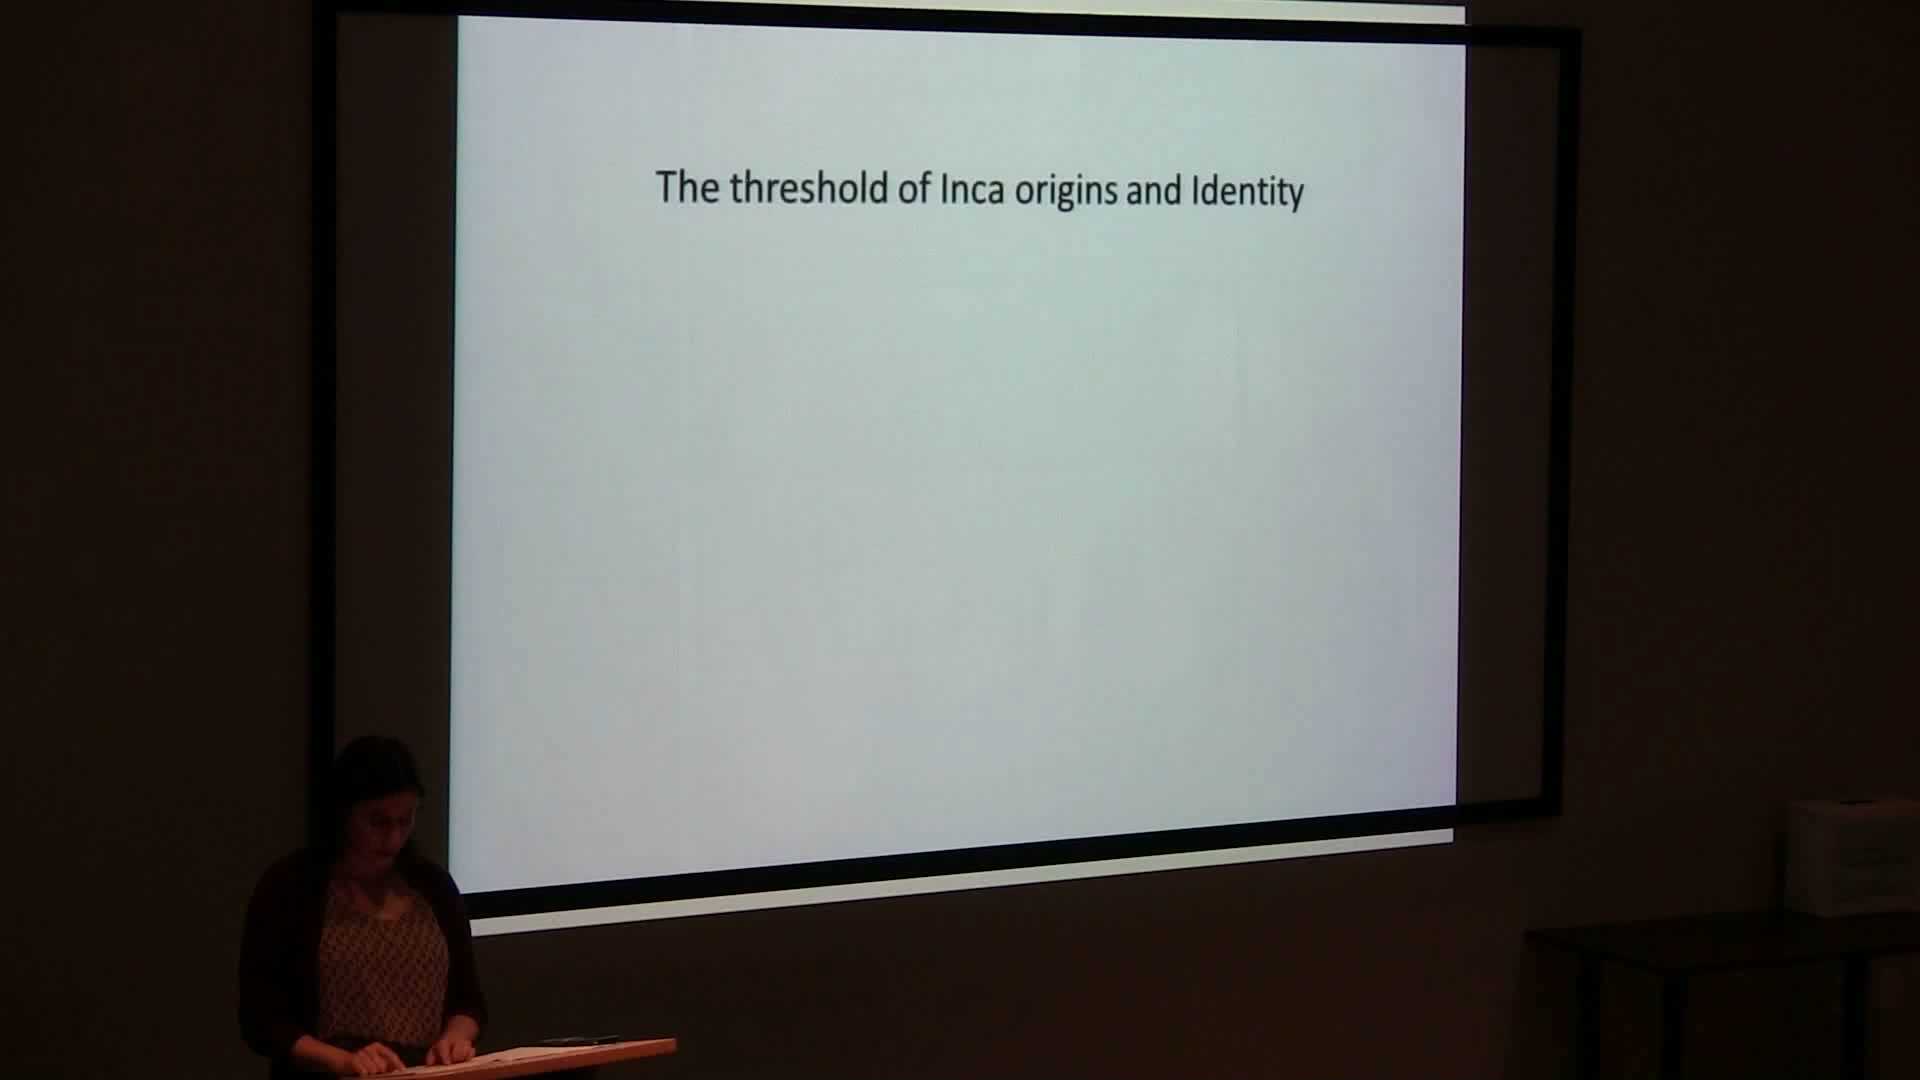 The threshold of Inca origins and Identity